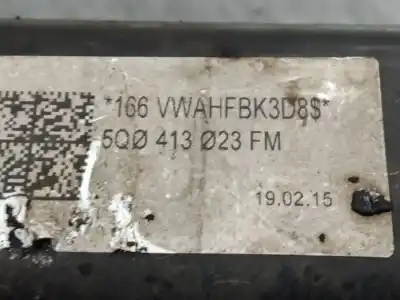 *166 VWAHFBK3D8$*
5QØ 413 Ø23 FM
19.02.15